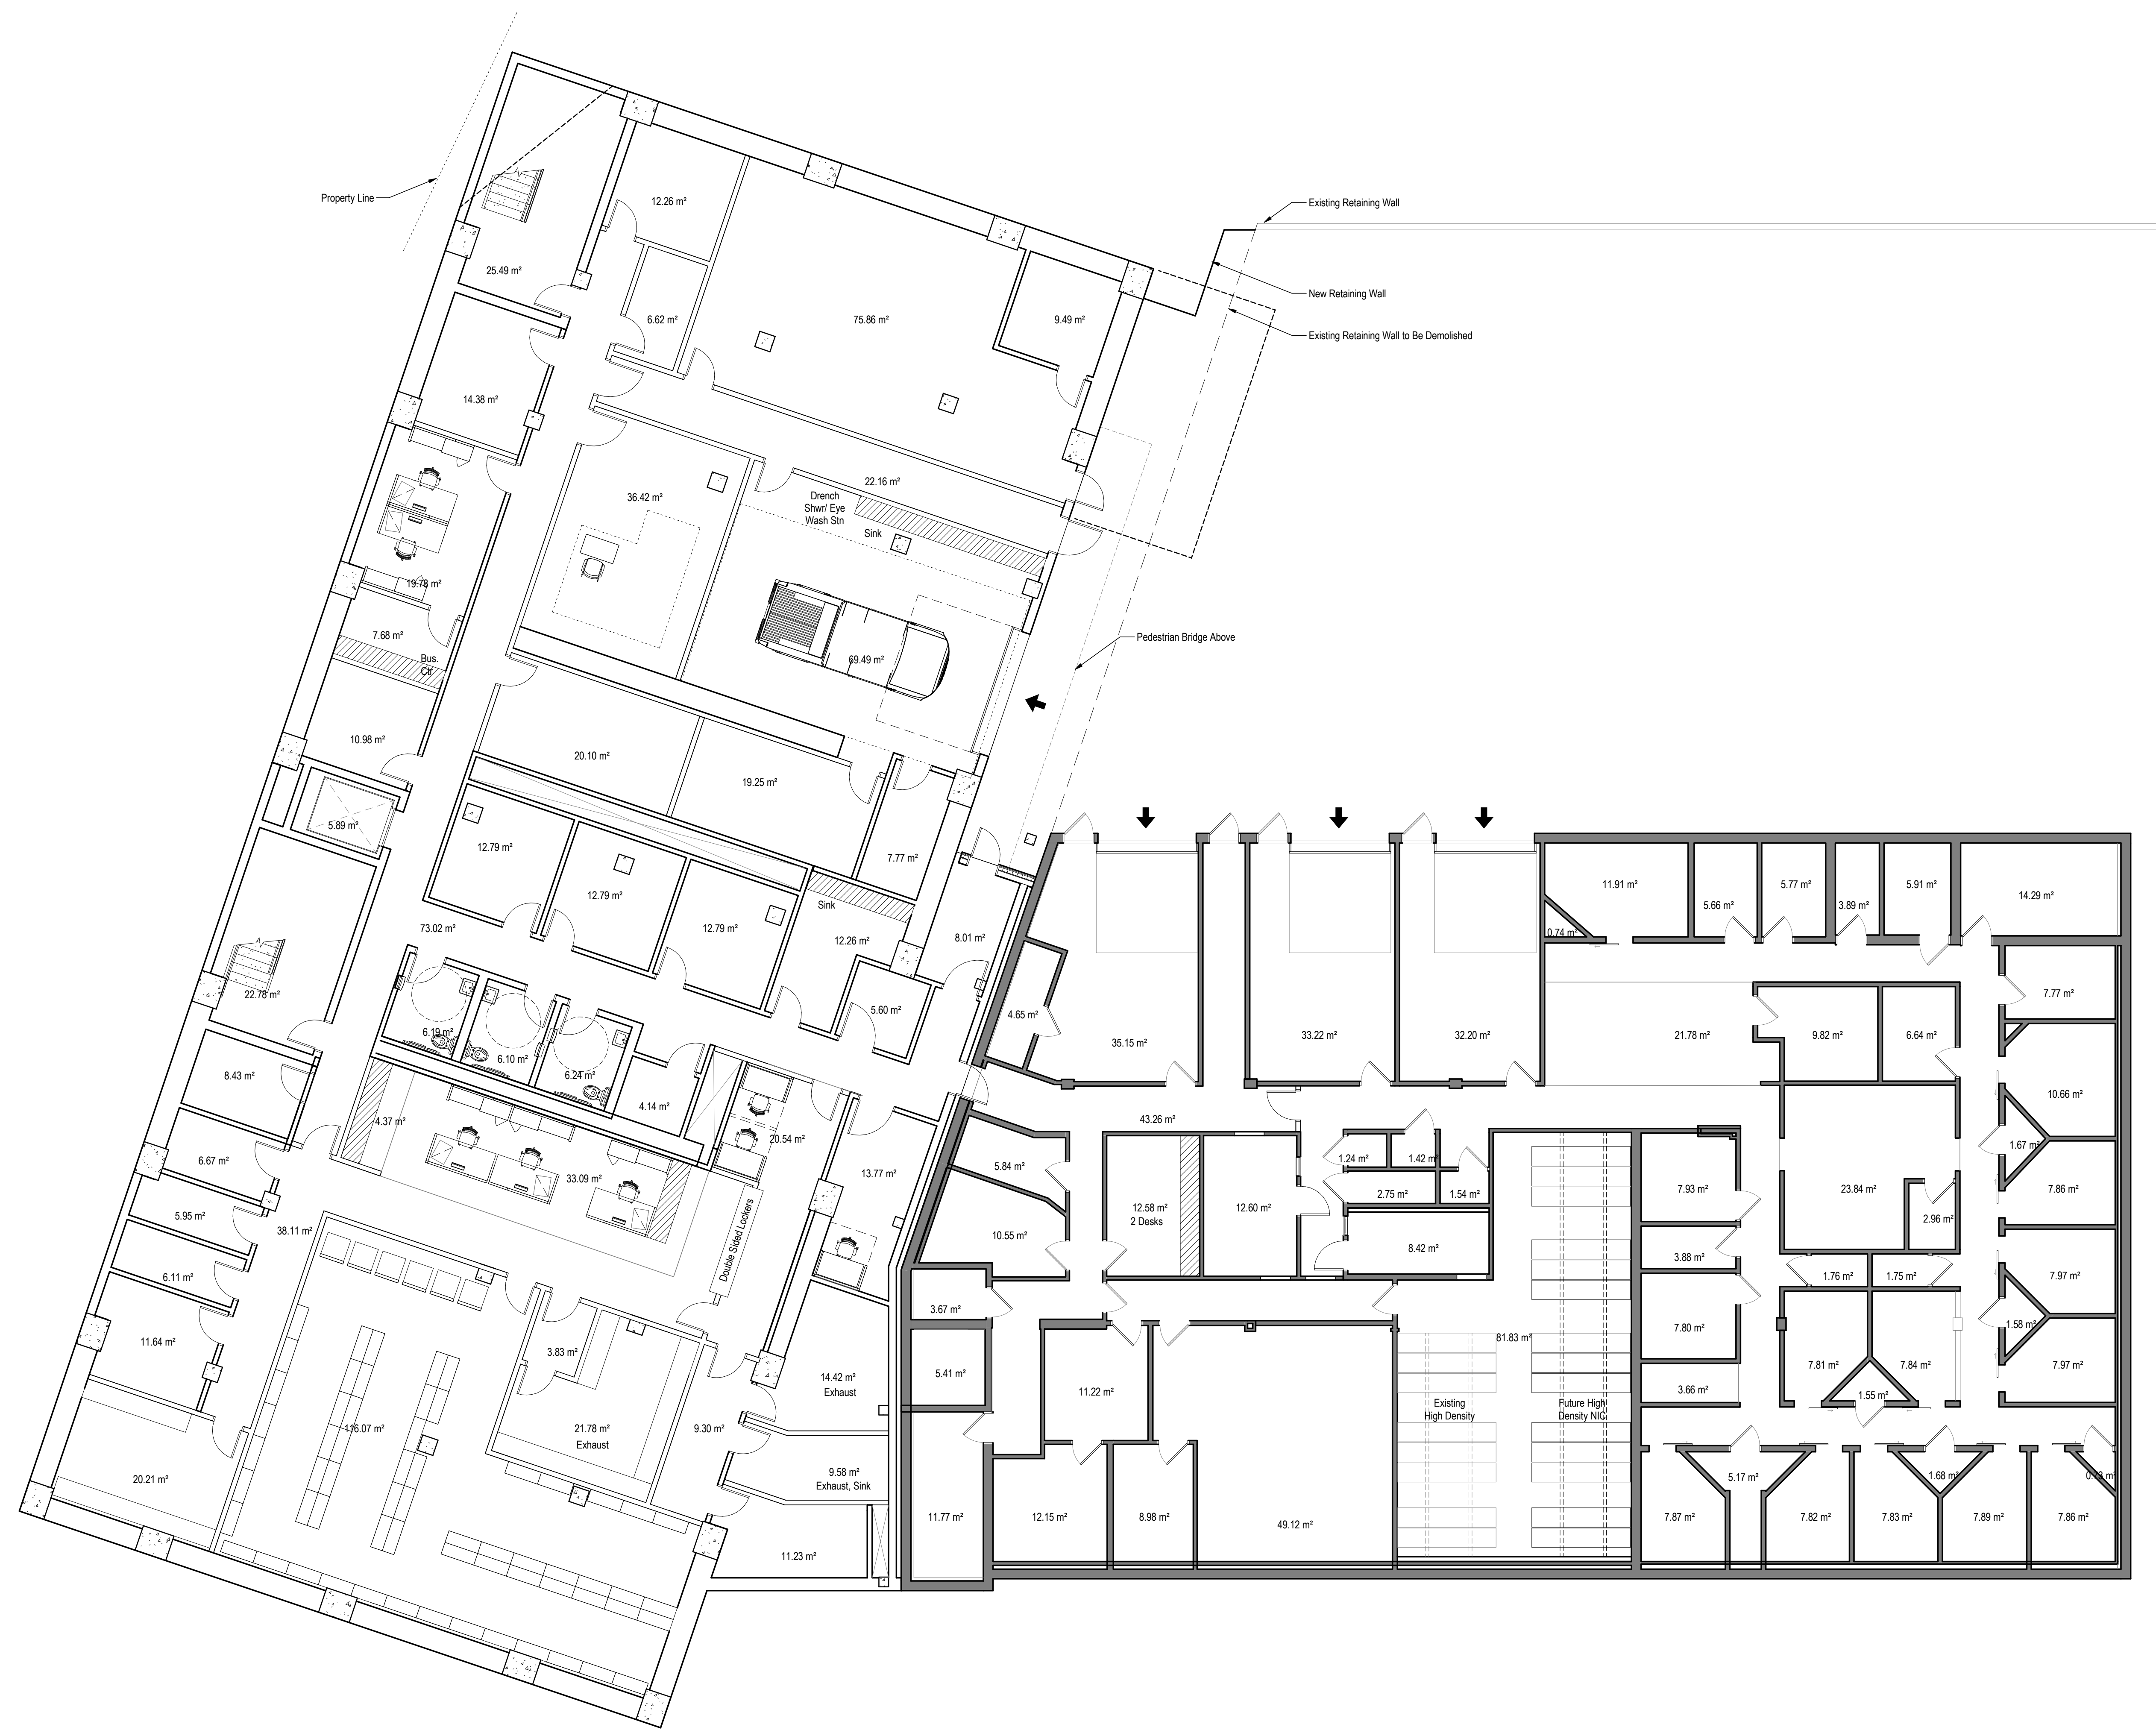 Property Line
Existing Retaining Wall
New Retaining Wall
Existing Retaining Wall to Be Demolished
Pedestrian Bridge Above
12.26 m²
25.49 m²
6.62 m²
75.86 m²
9.49 m²
14.38 m²
22.16 m²
36.42 m²
Drench
Shwr/ Eye
Wash Stn
Sink
19.78 m²
7.68 m²
Bus.
Ctr
69.49 m²
10.98 m²
20.10 m²
19.25 m²
5.89 m²
12.79 m²
7.77 m²
12.79 m²
Sink
12.79 m²
73.02 m²
12.26 m²
8.01 m²
22.78 m²
5.60 m²
6.19 m²
6.10 m²
6.24 m²
8.43 m²
4.14 m²
4.37 m²
20.54 m²
6.67 m²
33.09 m²
13.77 m²
5.95 m²
38.11 m²
Double Sided Lockers
6.11 m²
11.64 m²
3.83 m²
14.42 m²
Exhaust
116.07 m²
21.78 m²
Exhaust
9.30 m²
20.21 m²
9.58 m²
Exhaust, Sink
11.23 m²
11.91 m²
5.66 m²
5.77 m²
3.89 m²
5.91 m²
14.29 m²
0.74 m²
4.65 m²
35.15 m²
33.22 m²
32.20 m²
21.78 m²
9.82 m²
6.64 m²
7.77 m²
10.66 m²
43.26 m²
1.67 m²
5.84 m²
1.24 m²
1.42 m²
2.75 m²
1.54 m²
7.93 m²
23.84 m²
7.86 m²
12.58 m²
2 Desks
12.60 m²
2.96 m²
10.55 m²
8.42 m²
3.88 m²
1.76 m²
1.75 m²
7.97 m²
3.67 m²
81.83 m²
7.80 m²
1.58 m²
5.41 m²
7.81 m²
7.84 m²
7.97 m²
11.22 m²
3.66 m²
1.55 m²
Existing
High Density
Future High
Density NIC
5.17 m²
1.68 m²
11.77 m²
12.15 m²
8.98 m²
49.12 m²
7.87 m²
7.82 m²
7.83 m²
7.89 m²
7.86 m²